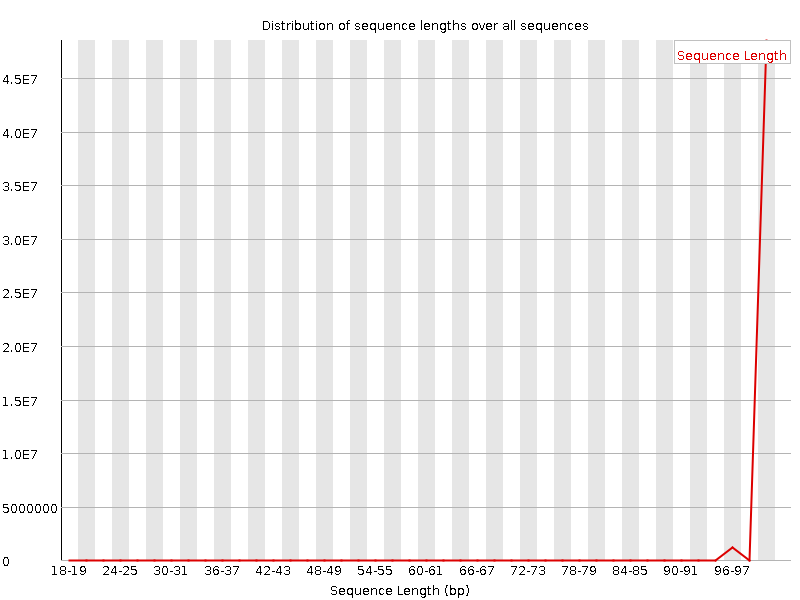 Distribution of sequence lengths over all sequences
Sequence Length
4.5E7
4.0E7
3.5E7
3.0E7
2.5E7
2.0E7
1.5E7
1.0E7
5000000
0
18-19 24-25 30-31 36-37 42-43 48-49 54-55 60-61 66-67 72-73 78-79 84-85 90-91 96-97
Sequence Length (bp)